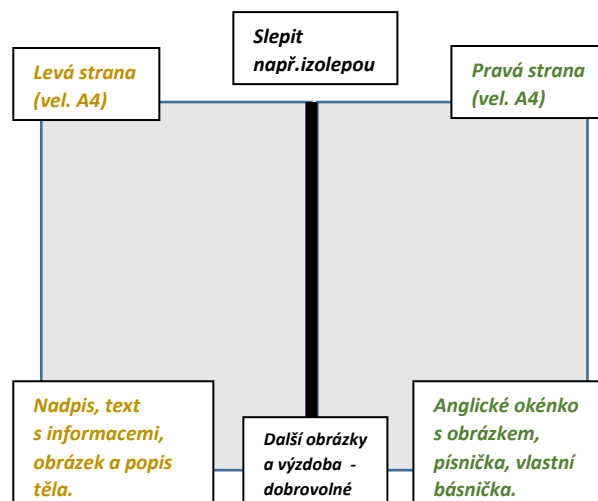 Slepit
např.izolepou
Levá strana
(vel. A4)
Pravá strana
(vel. A4)
Nadpis, text
s informacemi,
obrázek a popis
těla.
Další obrázky
a výzdoba -
dobrovolné
Anglické okénko
s obrázkem,
písnička, vlastní
básnička.